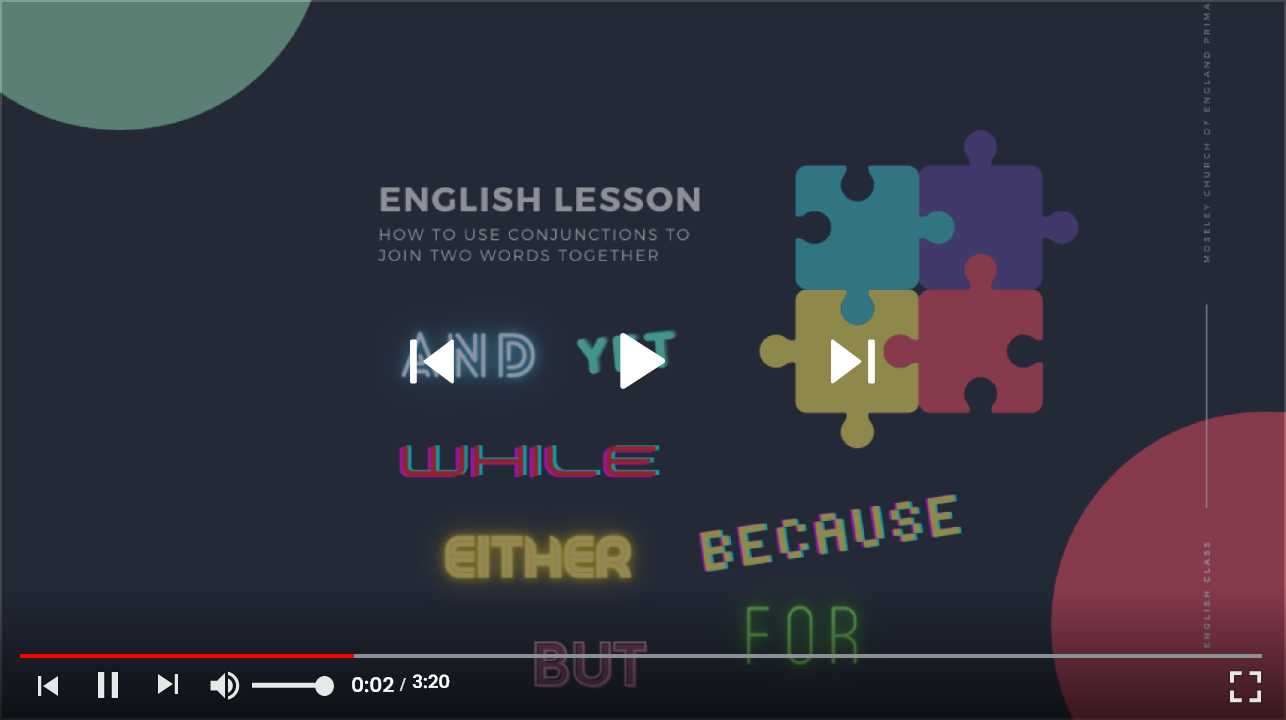 ENGLISH LESSON
HOW TO USE CONJUNCTIONS TO
JOIN TWO WORDS TOGETHER
AND YET
WHILE
EITHER
BECAUSE
FOR
BUT
MOSELEY CHURCH OF ENGLAND
ENGLISH CLASS
0:02 / 3:20